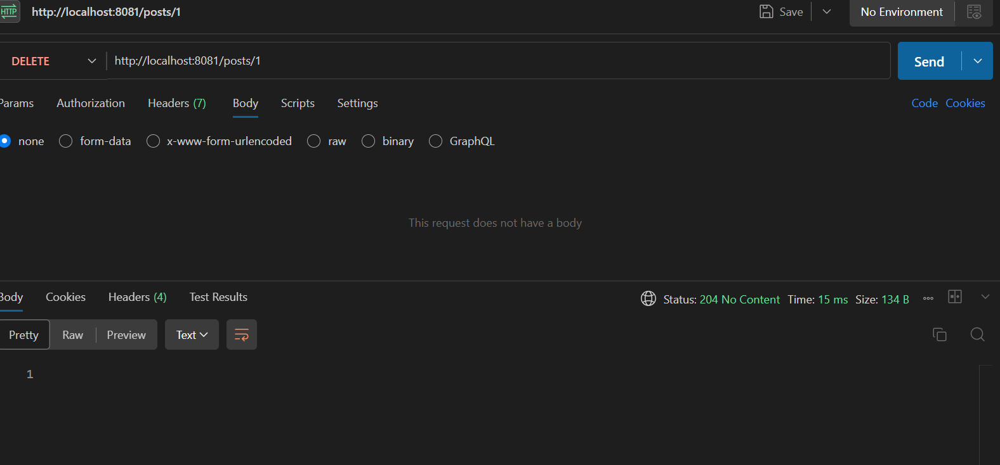 HTTP http://localhost:8081/posts/1 Save No Environment
DELETE http://localhost:8081/posts/1 Send
Params Authorization Headers (7) Body Scripts Settings Code Cookies
none form-data x-www-form-urlencoded raw binary GraphQL
This request does not have a body
Body Cookies Headers (4) Test Results Status: 204 No Content Time: 15 ms Size: 134 B
Pretty Raw Preview Text
1